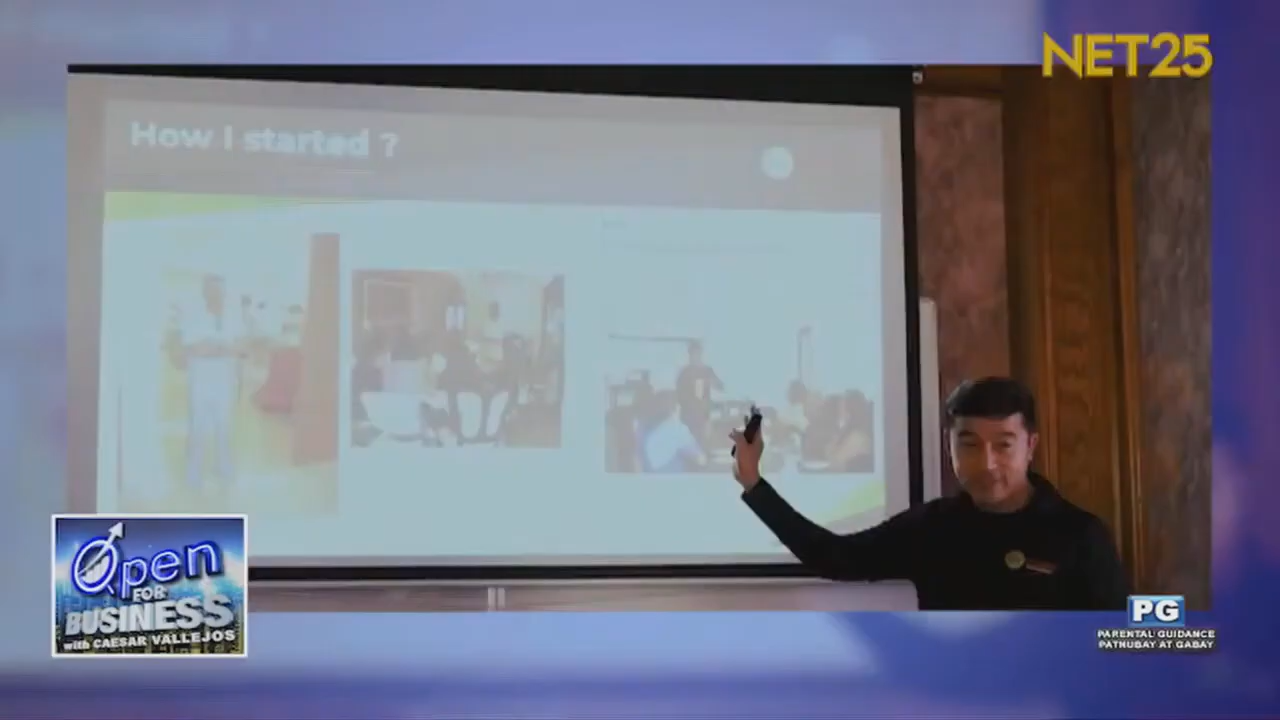 NET25
How I started ?
Open
FOR
BUSINESS
with CAESAR VALLEJOS
PG
PARENTAL GUIDANCE
PATNUBAY AT GABAY